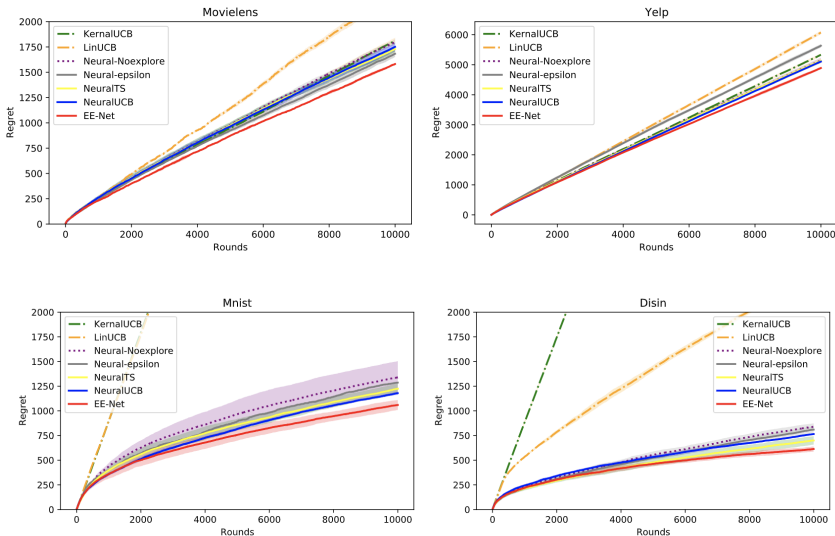 Movielens
2000
1750
1500
1250
1000
750
500
250
0
Regret
KernalUCB
LinUCB
Neural-Noexplore
Neural-epsilon
NeuralTS
NeuralUCB
EE-Net
0 2000 4000 6000 8000 10000
Rounds
Yelp
6000
5000
4000
3000
2000
1000
0
Regret
KernalUCB
LinUCB
Neural-Noexplore
Neural-epsilon
NeuralTS
NeuralUCB
EE-Net
0 2000 4000 6000 8000 10000
Rounds
Mnist
2000
1750
1500
1250
1000
750
500
250
0
Regret
KernalUCB
LinUCB
Neural-Noexplore
Neural-epsilon
NeuralTS
NeuralUCB
EE-Net
0 2000 4000 6000 8000 10000
Rounds
Disin
2000
1750
1500
1250
1000
750
500
250
0
Regret
KernalUCB
LinUCB
Neural-Noexplore
Neural-epsilon
NeuralTS
NeuralUCB
EE-Net
0 2000 4000 6000 8000 10000
Rounds